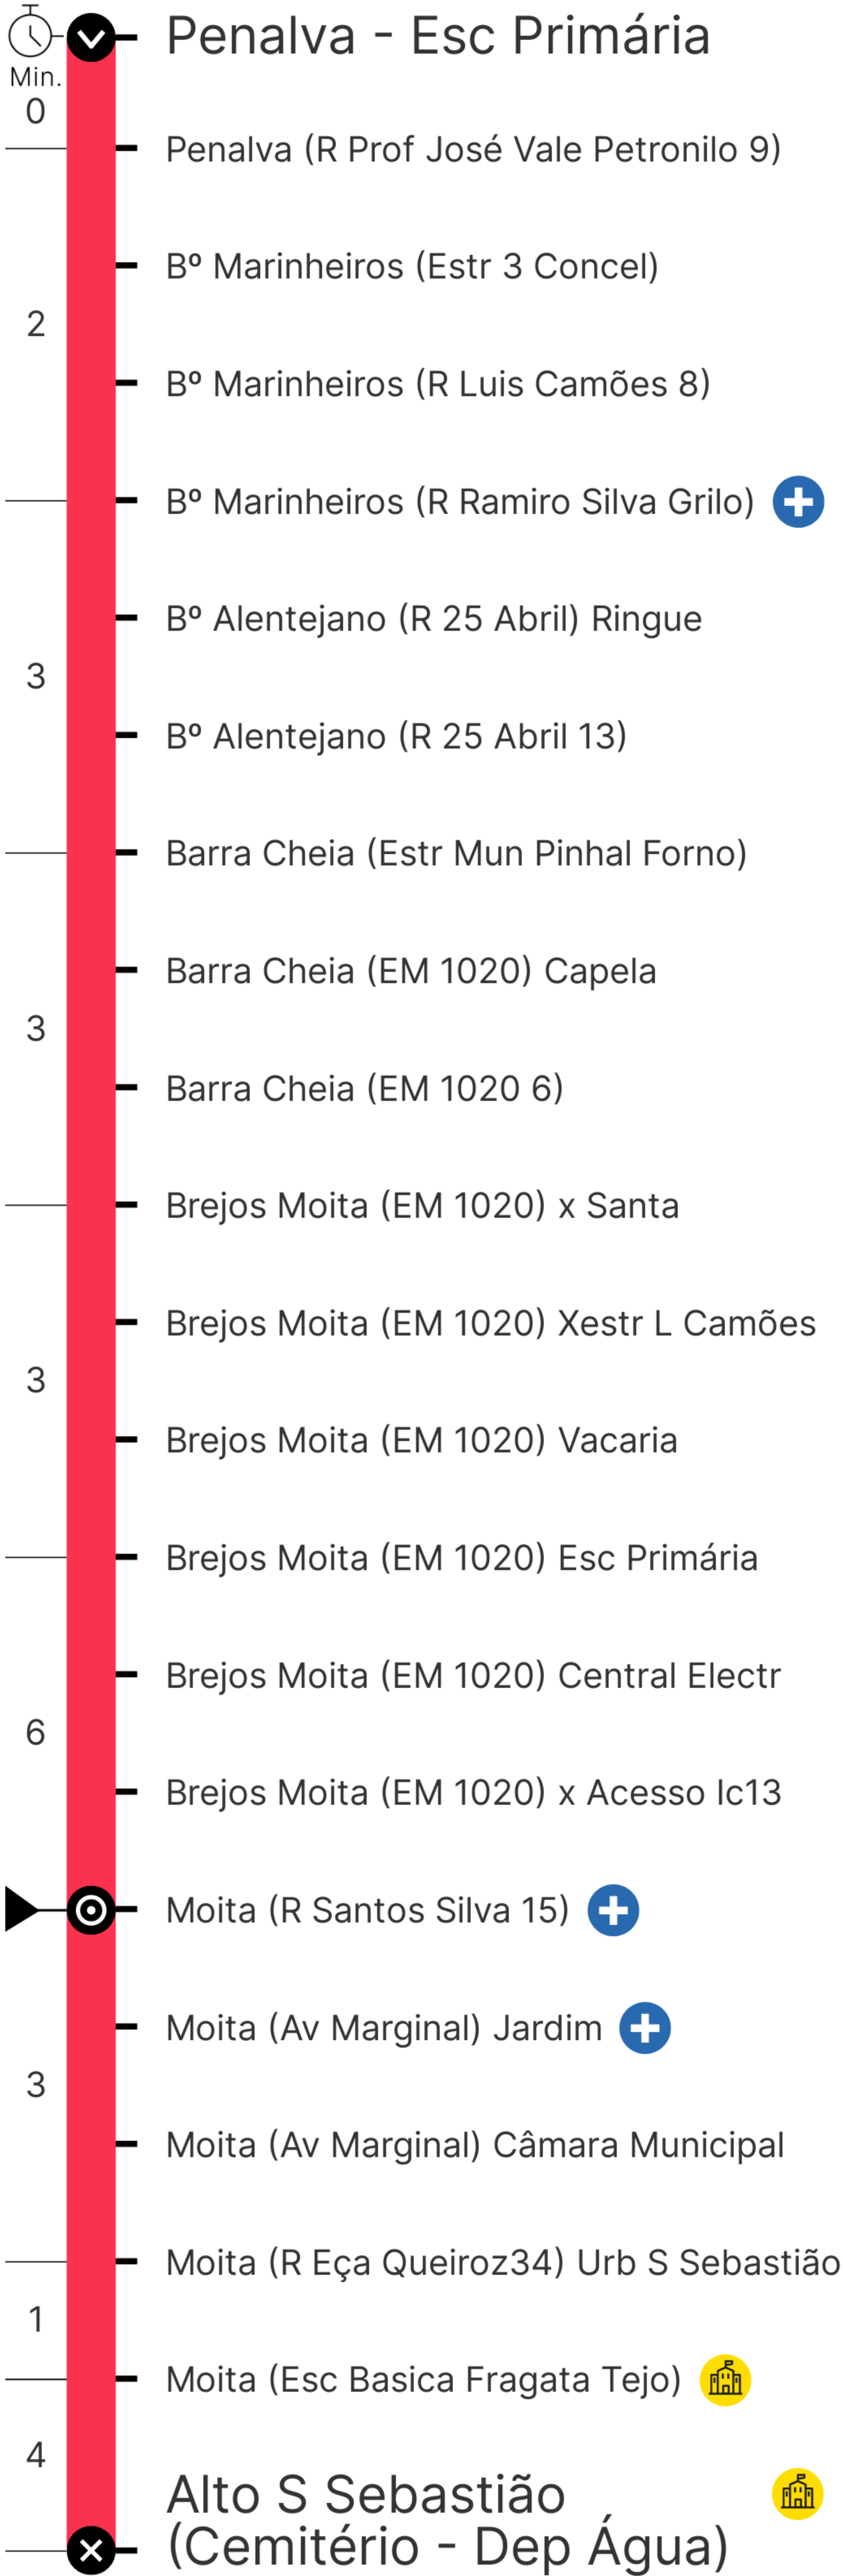 Penalva - Esc Primária
Min.
0
Penalva (R Prof José Vale Petronilo 9)
Bº Marinheiros (Estr 3 Concel)
2
Bº Marinheiros (R Luis Camões 8)
Bº Marinheiros (R Ramiro Silva Grilo)
Bº Alentejano (R 25 Abril) Ringue
3
Bº Alentejano (R 25 Abril 13)
Barra Cheia (Estr Mun Pinhal Forno)
Barra Cheia (EM 1020) Capela
3
Barra Cheia (EM 1020 6)
Brejos Moita (EM 1020) x Santa
Brejos Moita (EM 1020) Xestr L Camões
3
Brejos Moita (EM 1020) Vacaria
Brejos Moita (EM 1020) Esc Primária
Brejos Moita (EM 1020) Central Electr
6
Brejos Moita (EM 1020) x Acesso Ic13
Moita (R Santos Silva 15)
Moita (Av Marginal) Jardim
3
Moita (Av Marginal) Câmara Municipal
Moita (R Eça Queiroz34) Urb S Sebastião
1
Moita (Esc Basica Fragata Tejo)
4
Alto S Sebastião
(Cemitério - Dep Água)